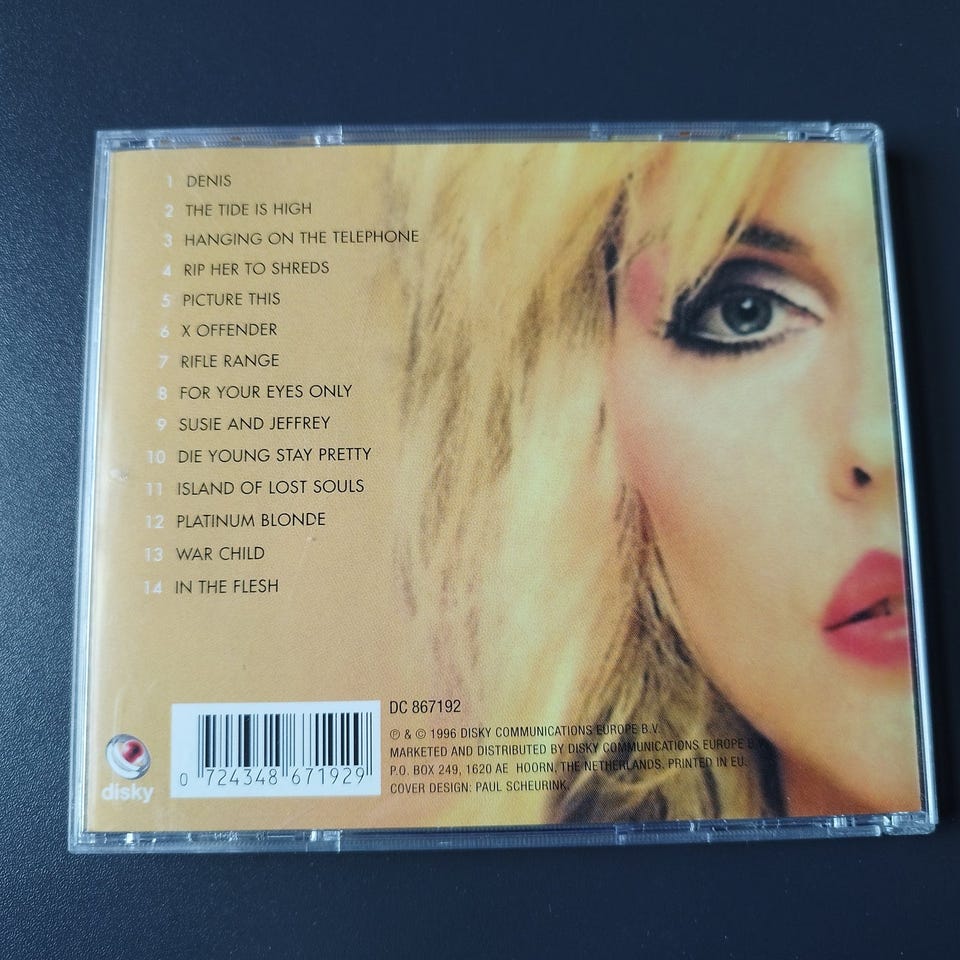 1 DENIS
2 THE TIDE IS HIGH
3 HANGING ON THE TELEPHONE
4 RIP HER TO SHREDS
5 PICTURE THIS
6 X OFFENDER
7 RIFLE RANGE
8 FOR YOUR EYES ONLY
9 SUSIE AND JEFFREY
10 DIE YOUNG STAY PRETTY
11 ISLAND OF LOST SOULS
12 PLATINUM BLONDE
13 WAR CHILD
14 IN THE FLESH
DC 867192
℗ & © 1996 DISKY COMMUNICATIONS EUROPE B.V.
MARKETED AND DISTRIBUTED BY DISKY COMMUNICATIONS EUROPE B.V.
P.O. BOX 249, 1620 AE HOORN, THE NETHERLANDS. PRINTED IN EU.
COVER DESIGN: PAUL SCHEURINK.
disky
0 724348 671929